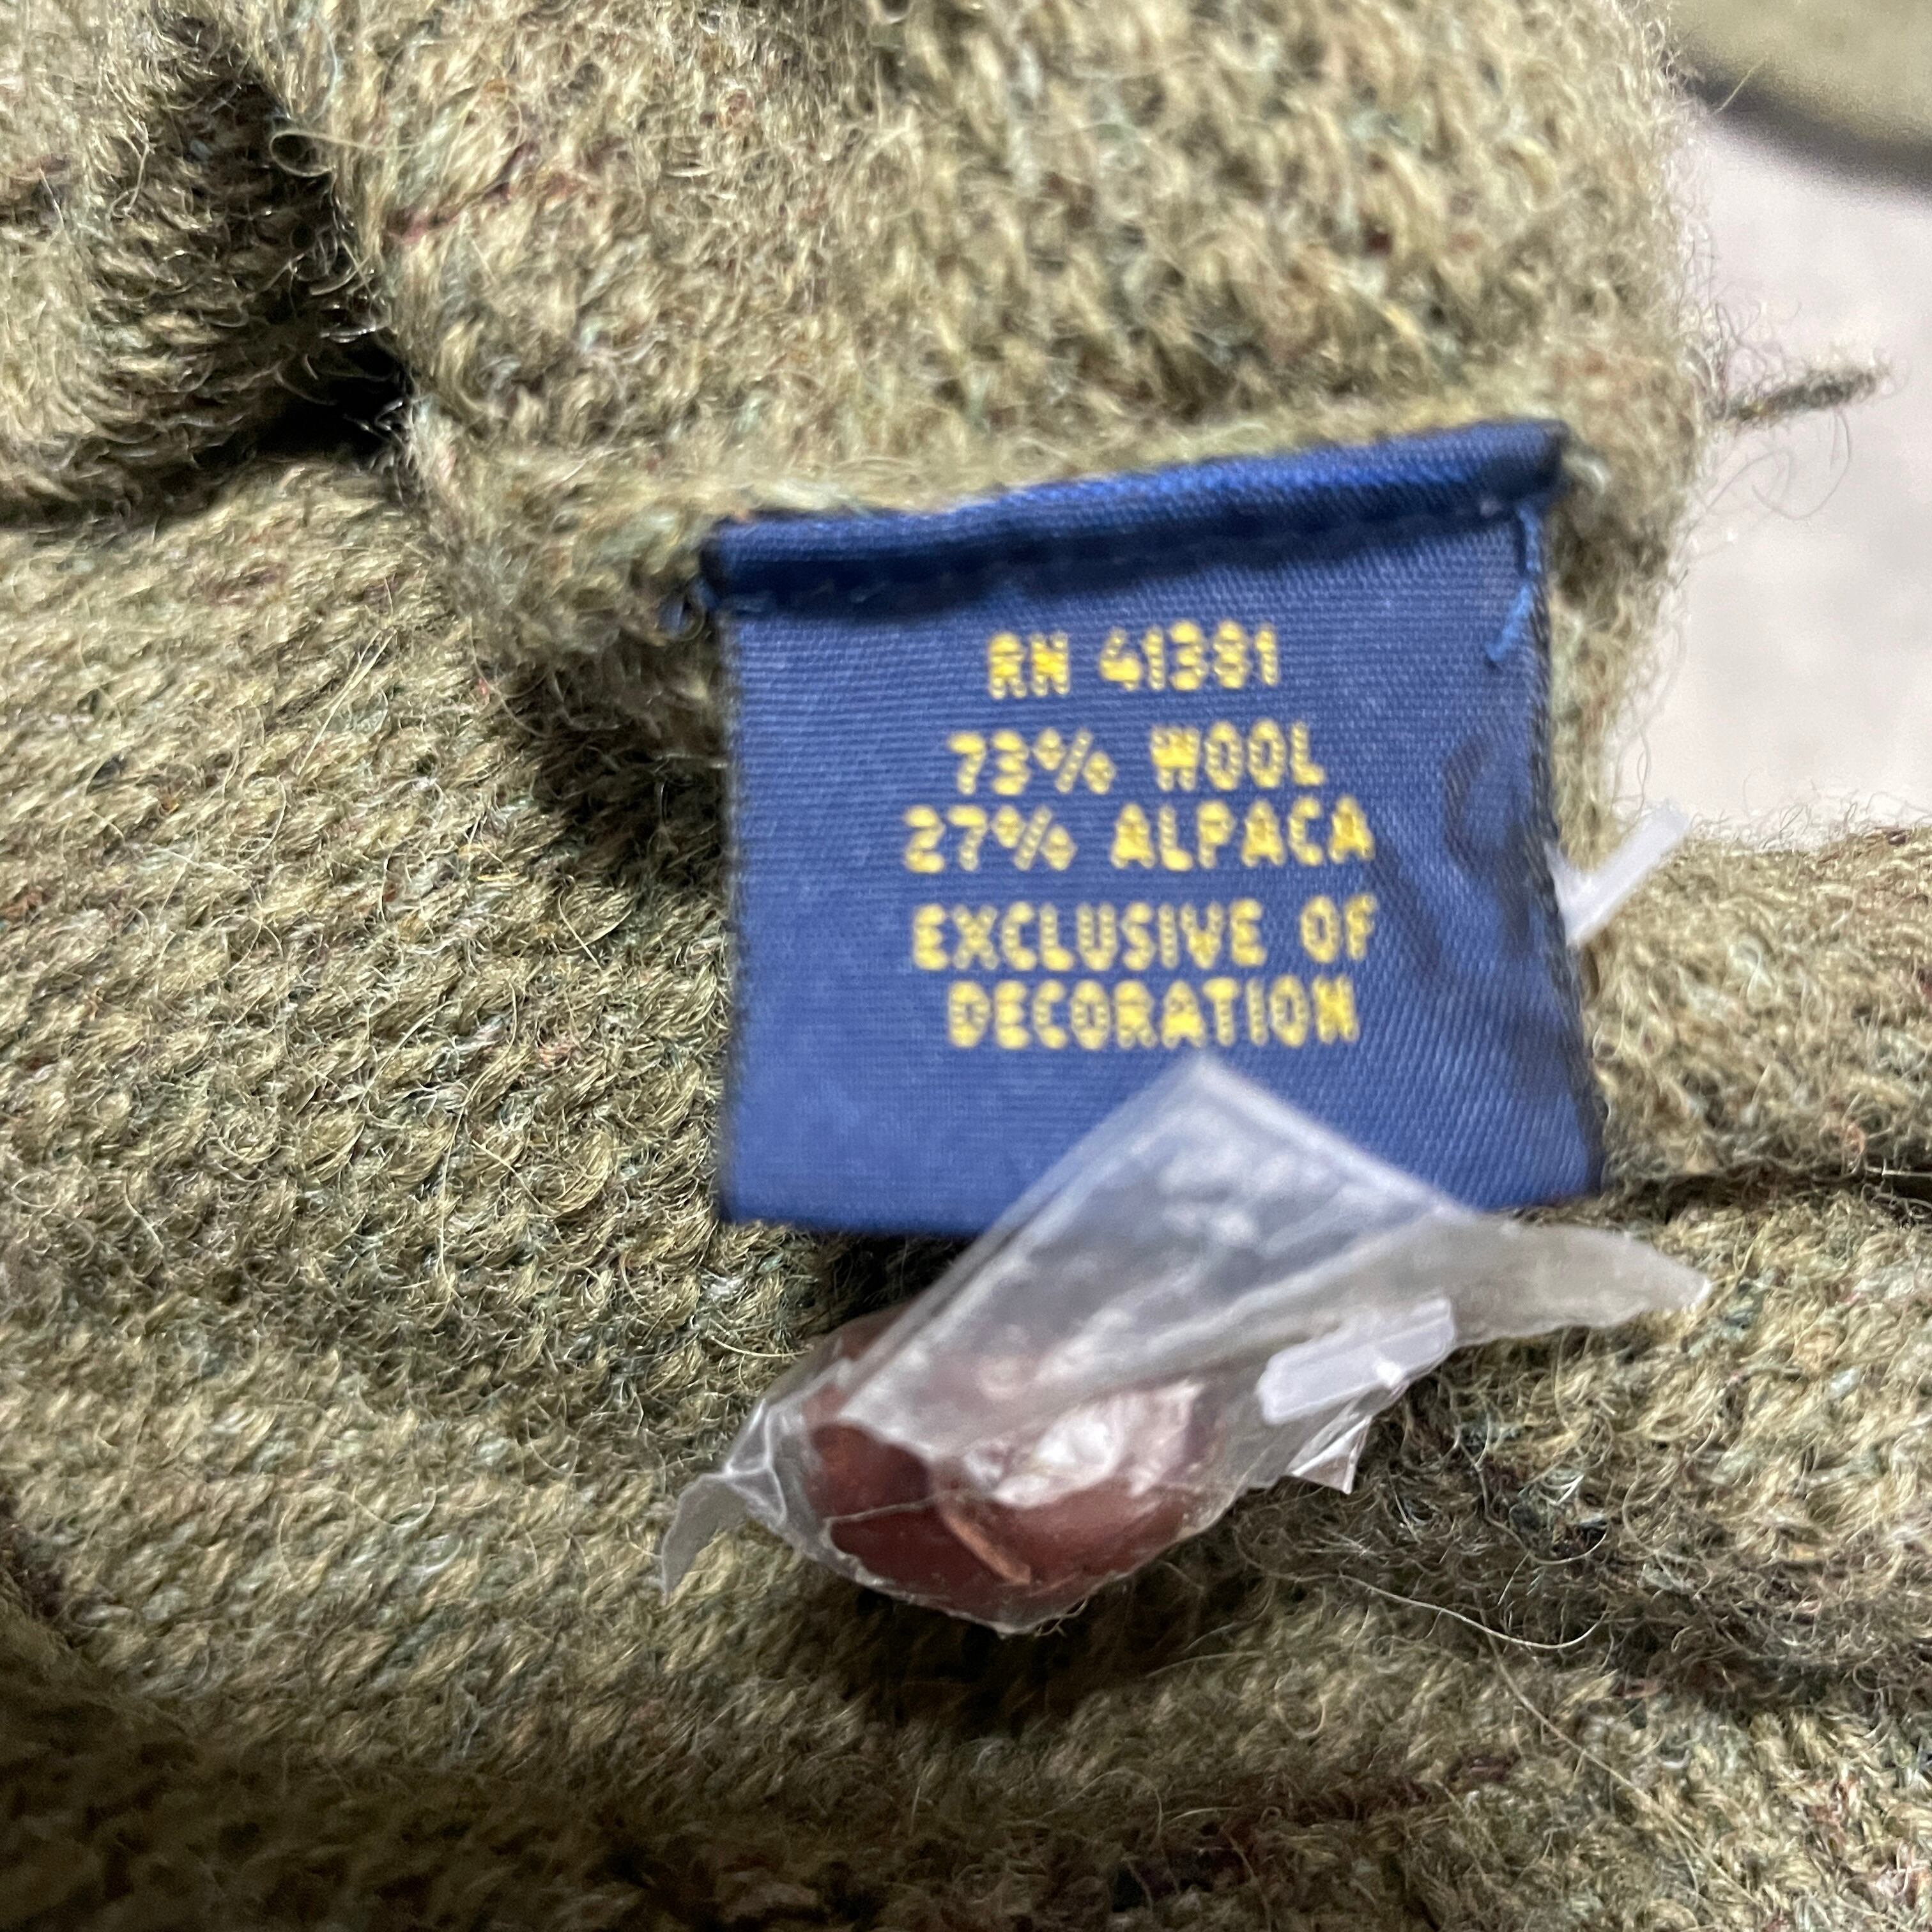 RN 41381
73% WOOL
27% ALPACA
EXCLUSIVE OF
DECORATION